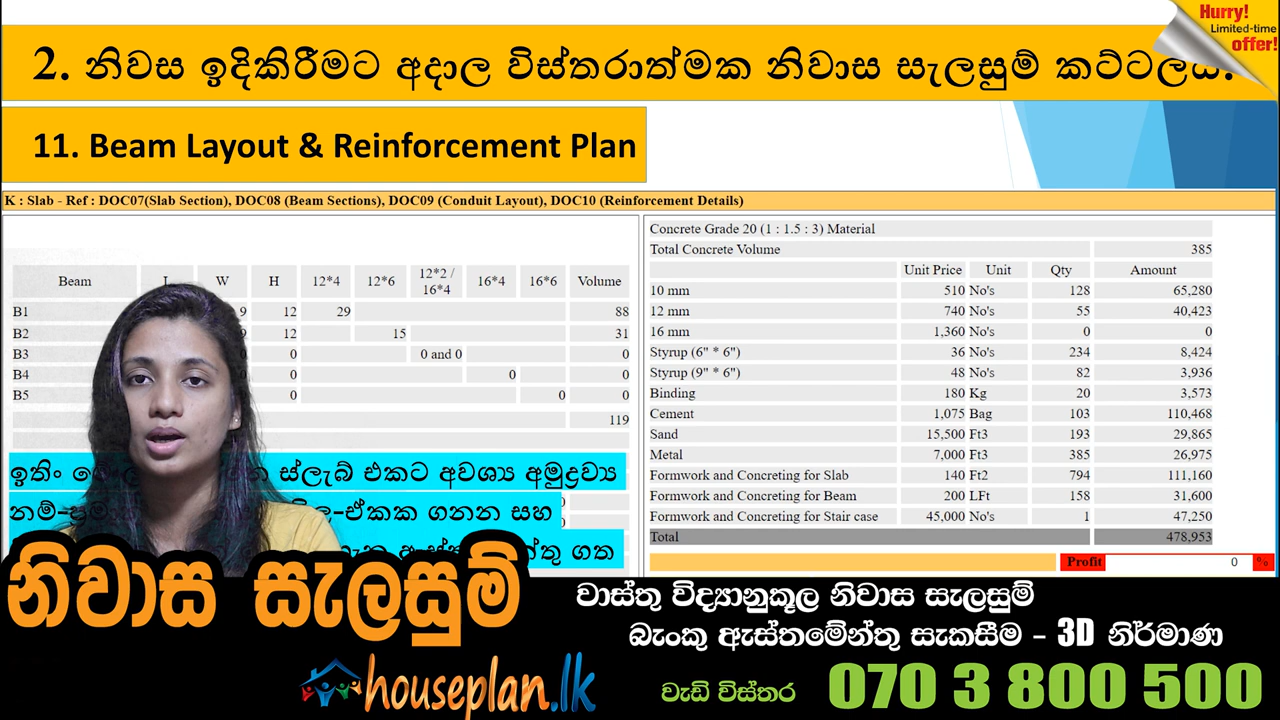 Hurry!
Limited-time
offer!
2. නිවස ඉදිකිරීමට අදාල විස්තරාත්මක නිවාස සැලසුම් කට්ටලය.
11. Beam Layout & Reinforcement Plan
K : Slab - Ref : DOC07(Slab Section), DOC08 (Beam Sections), DOC09 (Conduit Layout), DOC10 (Reinforcement Details)
Beam L W H 12*4 12*6 12*2 / 16*4 16*4 16*6 Volume
B1 9 12 29 88
B2 9 12 15 31
B3 0 0 0 and 0 0
B4 0 0 0
B5 0 0 0
119
Concrete Grade 20 (1 : 1.5 : 3) Material
Total Concrete Volume 385
Unit Price Unit Qty Amount
10 mm 510 No's 128 65,280
12 mm 740 No's 55 40,423
16 mm 1,360 No's 0 0
Styrup (6" * 6") 36 No's 234 8,424
Styrup (9" * 6") 48 No's 82 3,936
Binding 180 Kg 20 3,573
Cement 1,075 Bag 103 110,468
Sand 15,500 Ft3 193 29,865
Metal 7,000 Ft3 385 26,975
Formwork and Concreting for Slab 140 Ft2 794 111,160
Formwork and Concreting for Beam 200 LFt 158 31,600
Formwork and Concreting for Stair case 45,000 No's 1 47,250
Total 478,953
Profit 0 %
ඉතිං ස්ලැබ් එකට අවශ්‍ය අමුද්‍රව්‍ය
නම්-ප්‍රමාණ -ඒකක ගනන සහ
ගත
නිවාස සැලසුම්
houseplan.lk
වාස්තු විද්‍යානුකූල නිවාස සැලසුම්
බැංකු ඇස්තමේන්තු සැකසීම - 3D නිර්මාණ
වැඩි විස්තර 070 3 800 500